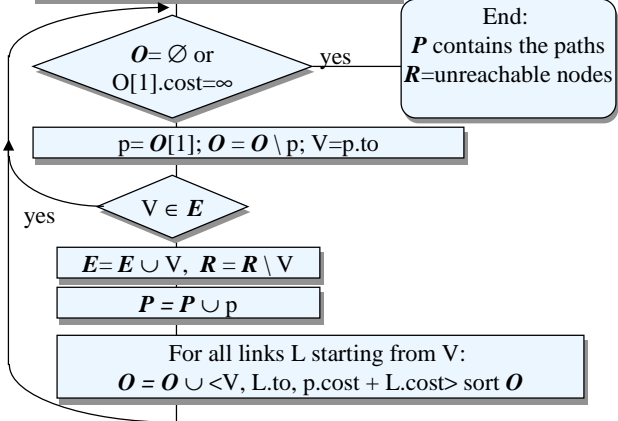 O= ∅ or
O[1].cost=∞
yes
End:
P contains the paths
R=unreachable nodes
p= O[1]; O = O \ p; V=p.to
V ∈ E
yes
E= E ∪ V, R = R \ V
P = P ∪ p
For all links L starting from V:
O = O ∪ <V, L.to, p.cost + L.cost> sort O